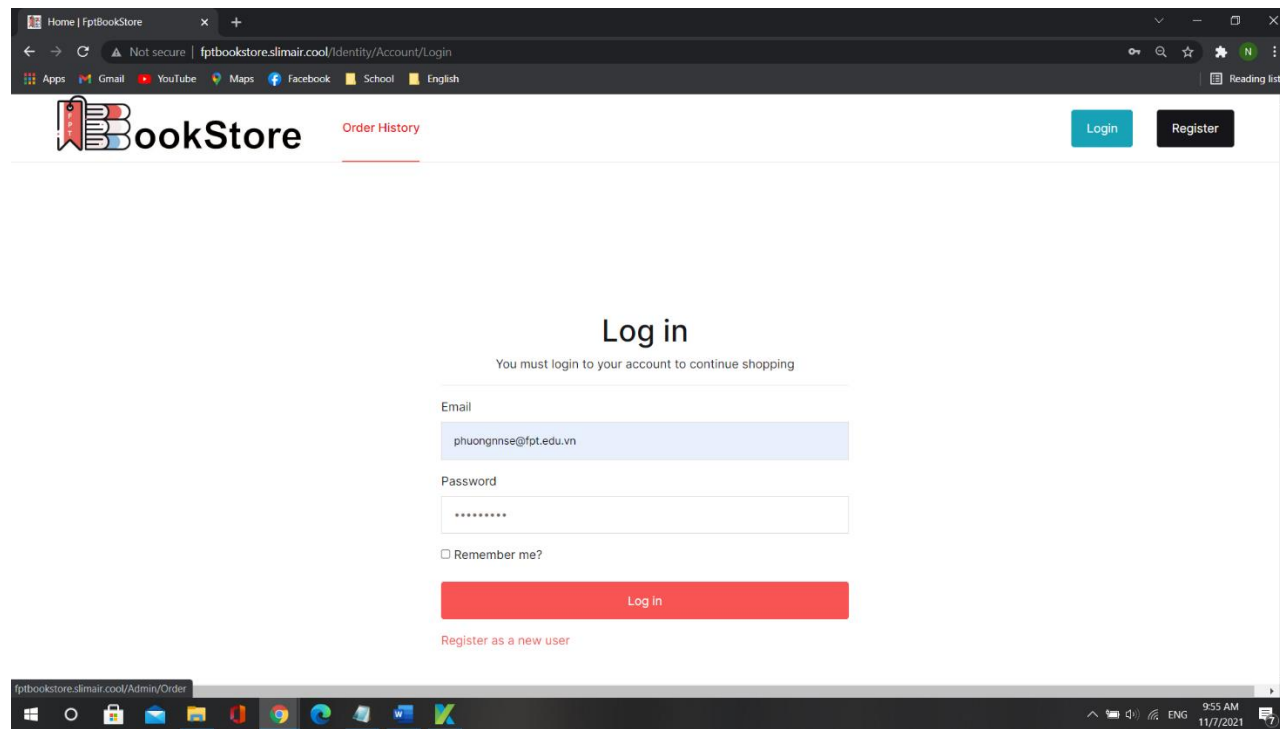 Home | FptBookStore
Not secure | fptbookstore.slimair.cool/Identity/Account/Login
N
Apps Gmail YouTube Maps Facebook School English Reading list
FPT BookStore Order History Login Register
Log in
You must login to your account to continue shopping
Email
phuongnnse@fpt.edu.vn
Password
•••••••••
Remember me?
Log in
Register as a new user
fptbookstore.slimair.cool/Admin/Order
ENG 9:55 AM
11/7/2021
7